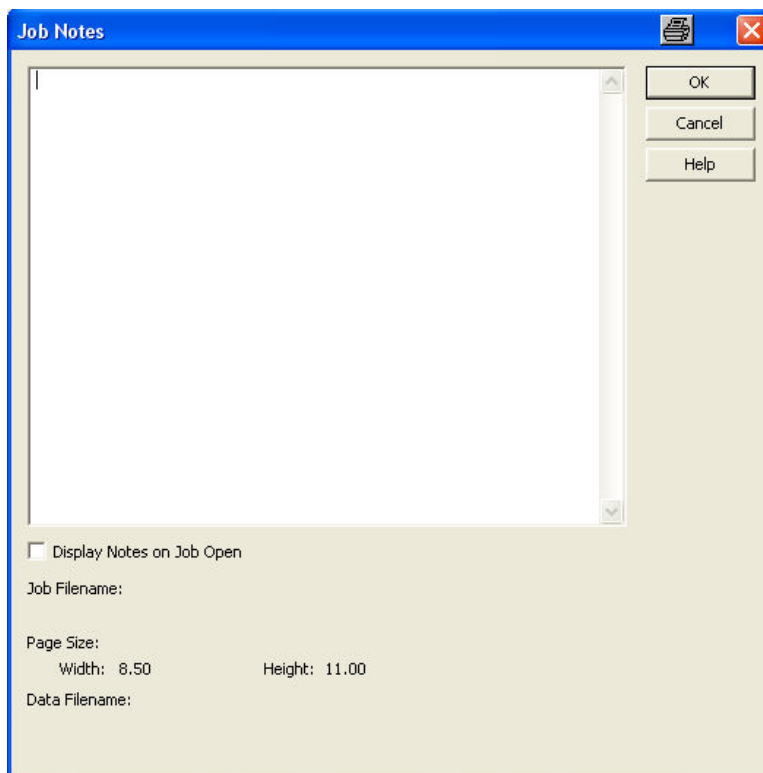 Job Notes
OK
Cancel
Help
Display Notes on Job Open
Job Filename:
Page Size:
Width: 8.50 Height: 11.00
Data Filename: